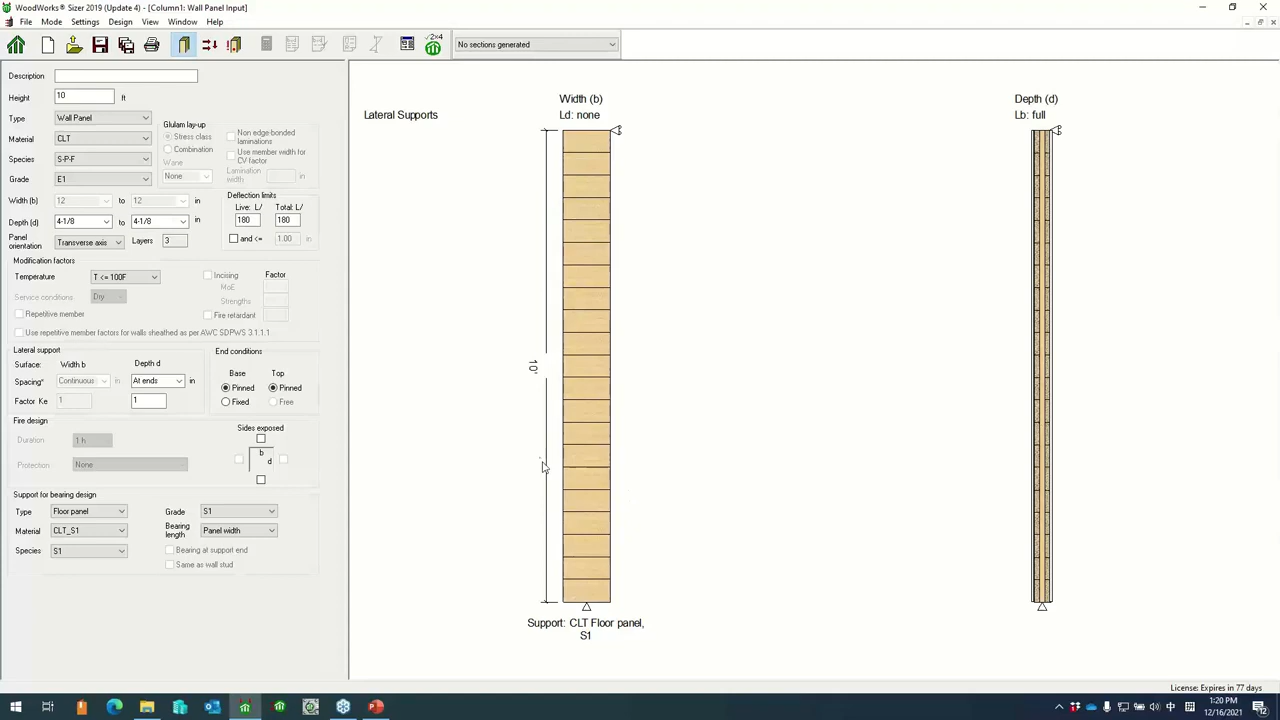 WoodWorks® Sizer 2019 (Update 4) - [Column1: Wall Panel Input]
File Mode Settings Design View Window Help
√2×4
No sections generated
Description
Height 10 ft
Type Wall Panel
Material CLT
Species S-P-F
Grade E1
Width (b) 12 to 12 in
Depth (d) 4-1/8 to 4-1/8 in
Panel orientation Transverse axis Layers 3
Glulam lay-up
Stress class
Combination
Wane
None
Non edge-bonded laminations
Use member width for CV factor
Lamination width in
Deflection limits
Live: L/ Total: L/
180 180
and <= 1.00 in
Modification factors
Temperature T <= 100F
Service conditions Dry
Repetitive member
Incising Factor
MoE
Strengths
Fire retardant
Use repetitive member factors for walls sheathed as per AWC SDPWS 3.1.1.1
Lateral support
Surface: Width b Depth d
Spacing* Continuous in At ends in
Factor Ke 1 1
End conditions
Base Top
Pinned Pinned
Fixed Free
Fire design
Duration 1 h
Protection None
Sides exposed
b
d
Support for bearing design
Type Floor panel Grade S1
Material CLT_S1 Bearing length Panel width
Species S1
Bearing at support end
Same as wall stud
Lateral Supports
Width (b)
Ld: none
10'
Support: CLT Floor panel,
S1
Depth (d)
Lb: full
License: Expires in 77 days
1:20 PM
12/16/2021
中
12